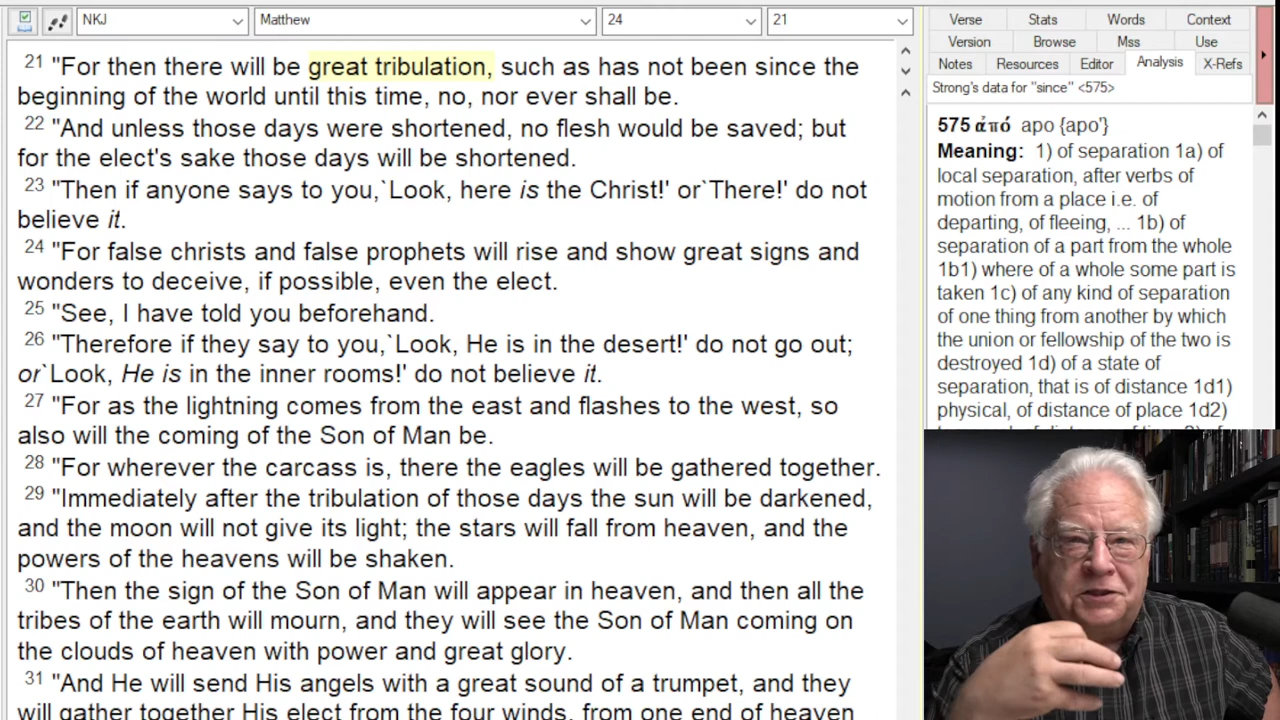 NKJ Matthew 24 21
21 "For then there will be great tribulation, such as has not been since the
beginning of the world until this time, no, nor ever shall be.
22 "And unless those days were shortened, no flesh would be saved; but
for the elect's sake those days will be shortened.
23 "Then if anyone says to you,`Look, here is the Christ!' or`There!' do not
believe it.
24 "For false christs and false prophets will rise and show great signs and
wonders to deceive, if possible, even the elect.
25 "See, I have told you beforehand.
26 "Therefore if they say to you,`Look, He is in the desert!' do not go out;
or`Look, He is in the inner rooms!' do not believe it.
27 "For as the lightning comes from the east and flashes to the west, so
also will the coming of the Son of Man be.
28 "For wherever the carcass is, there the eagles will be gathered together.
29 "Immediately after the tribulation of those days the sun will be darkened,
and the moon will not give its light; the stars will fall from heaven, and the
powers of the heavens will be shaken.
30 "Then the sign of the Son of Man will appear in heaven, and then all the
tribes of the earth will mourn, and they will see the Son of Man coming on
the clouds of heaven with power and great glory.
31 "And He will send His angels with a great sound of a trumpet, and they
will gather together His elect from the four winds, from one end of heaven
Verse Stats Words Context
Version Browse Mss Use
Notes Resources Editor Analysis X-Refs
Strong's data for "since" <575>
575 ἀπό apo {apo'}
Meaning: 1) of separation 1a) of
local separation, after verbs of
motion from a place i.e. of
departing, of fleeing, ... 1b) of
separation of a part from the whole
1b1) where of a whole some part is
taken 1c) of any kind of separation
of one thing from another by which
the union or fellowship of the two is
destroyed 1d) of a state of
separation, that is of distance 1d1)
physical, of distance of place 1d2)